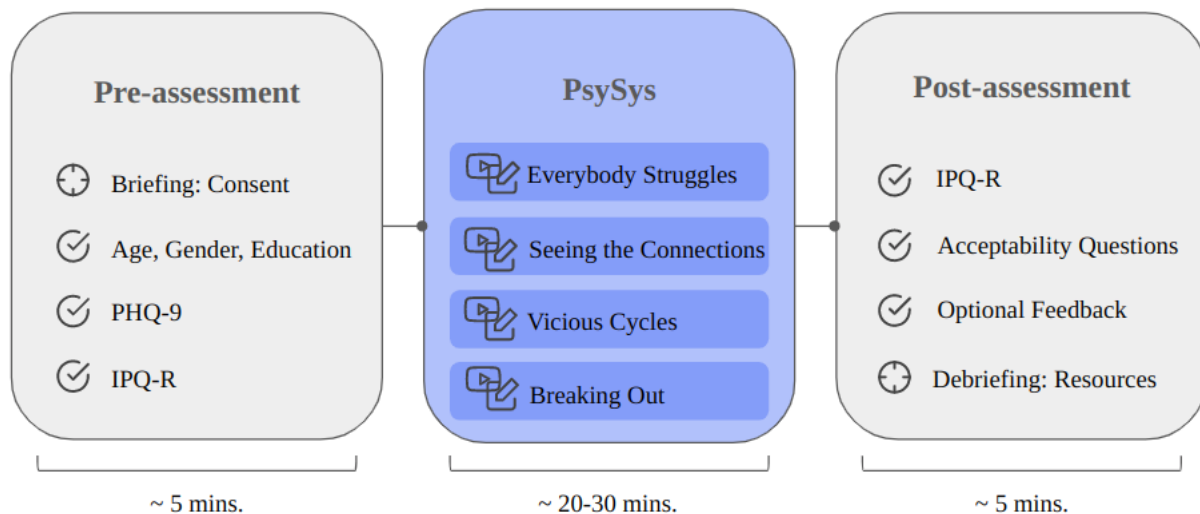 Pre-assessment
Briefing: Consent
Age, Gender, Education
PHQ-9
IPQ-R
~ 5 mins.
PsySys
Everybody Struggles
Seeing the Connections
Vicious Cycles
Breaking Out
~ 20-30 mins.
Post-assessment
IPQ-R
Acceptability Questions
Optional Feedback
Debriefing: Resources
~ 5 mins.